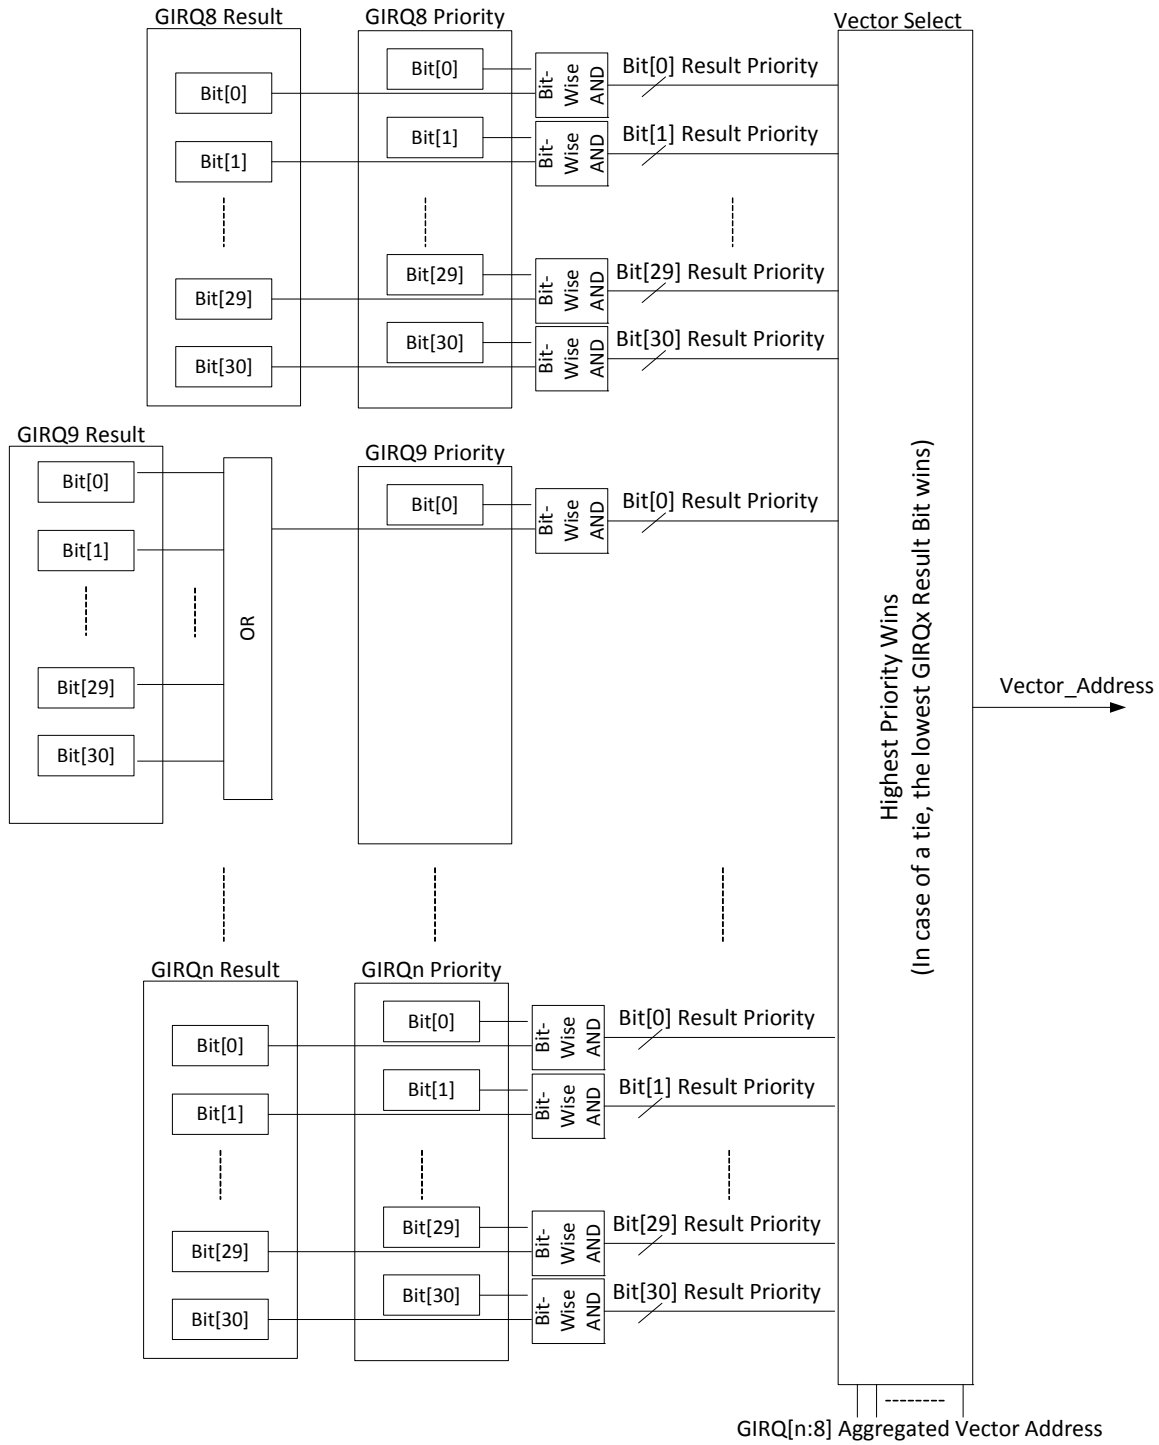 GIRQ8 Result
GIRQ8 Priority
Vector Select
Bit[0]
Bit[0]
Bit-Wise AND
Bit[0] Result Priority
Bit[1]
Bit[1]
Bit-Wise AND
Bit[1] Result Priority
Bit[29]
Bit[29]
Bit-Wise AND
Bit[29] Result Priority
Bit[30]
Bit[30]
Bit-Wise AND
Bit[30] Result Priority
GIRQ9 Result
GIRQ9 Priority
Bit[0]
Bit[1]
Bit[29]
Bit[30]
OR
Bit[0]
Bit-Wise AND
Bit[0] Result Priority
Highest Priority Wins
(In case of a tie, the lowest GIRQx Result Bit wins)
Vector_Address
GIRQn Result
GIRQn Priority
Bit[0]
Bit[0]
Bit-Wise AND
Bit[0] Result Priority
Bit[1]
Bit[1]
Bit-Wise AND
Bit[1] Result Priority
Bit[29]
Bit[29]
Bit-Wise AND
Bit[29] Result Priority
Bit[30]
Bit[30]
Bit-Wise AND
Bit[30] Result Priority
GIRQ[n:8] Aggregated Vector Address